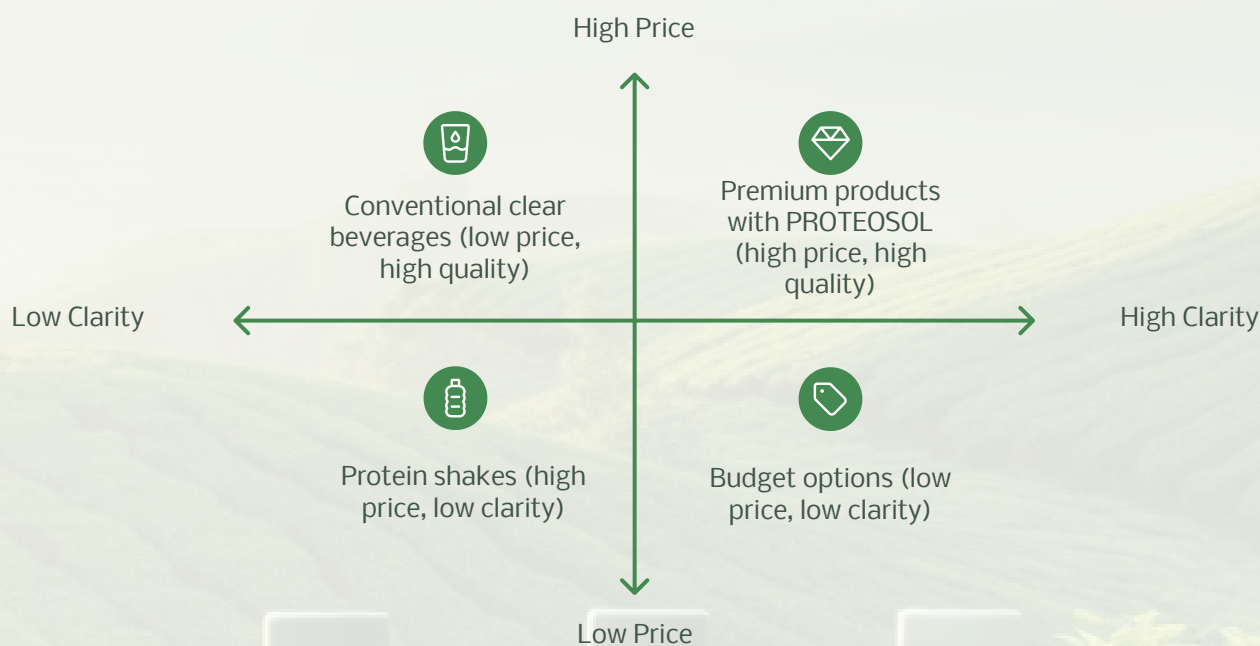 High Price
Conventional clear
beverages (low price,
high quality)
Premium products
with PROTEOSOL
(high price, high
quality)
Low Clarity
High Clarity
Protein shakes (high
price, low clarity)
Budget options (low
price, low clarity)
Low Price